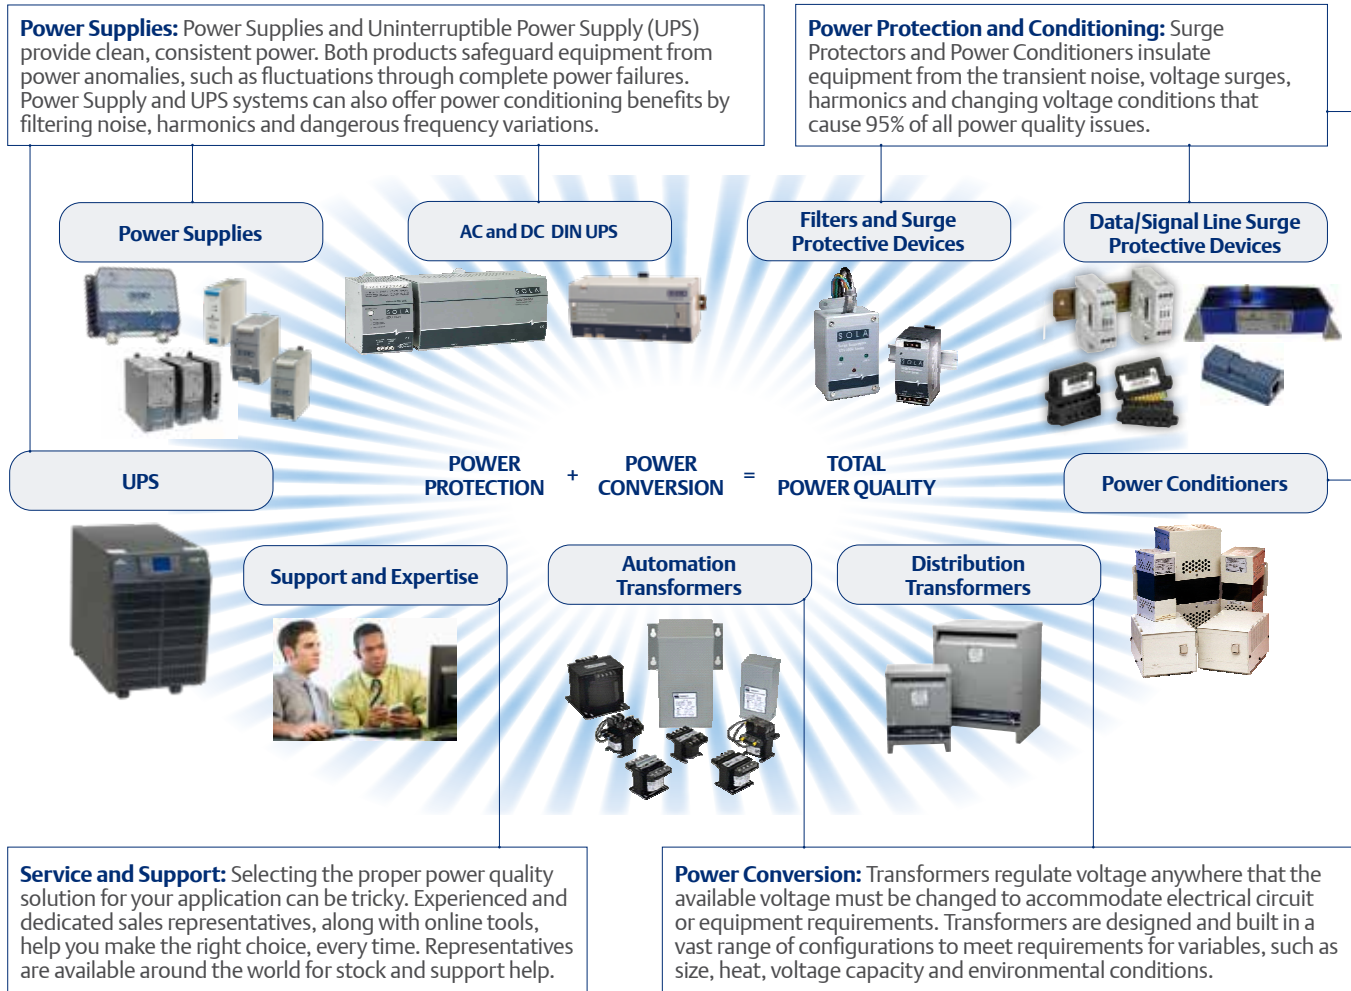 Power Supplies: Power Supplies and Uninterruptible Power Supply (UPS)
provide clean, consistent power. Both products safeguard equipment from
power anomalies, such as fluctuations through complete power failures.
Power Supply and UPS systems can also offer power conditioning benefits by
filtering noise, harmonics and dangerous frequency variations.
Power Protection and Conditioning: Surge
Protectors and Power Conditioners insulate
equipment from the transient noise, voltage surges,
harmonics and changing voltage conditions that
cause 95% of all power quality issues.
Power Supplies
AC and DC DIN UPS
Filters and Surge
Protective Devices
Data/Signal Line Surge
Protective Devices
SOLA
SOLA
SOLA
UPS
POWER
PROTECTION
+
POWER
CONVERSION
=
TOTAL
POWER QUALITY
Power Conditioners
Support and Expertise
Automation
Transformers
Distribution
Transformers
Service and Support: Selecting the proper power quality
solution for your application can be tricky. Experienced and
dedicated sales representatives, along with online tools,
help you make the right choice, every time. Representatives
are available around the world for stock and support help.
Power Conversion: Transformers regulate voltage anywhere that the
available voltage must be changed to accommodate electrical circuit
or equipment requirements. Transformers are designed and built in a
vast range of configurations to meet requirements for variables, such as
size, heat, voltage capacity and environmental conditions.